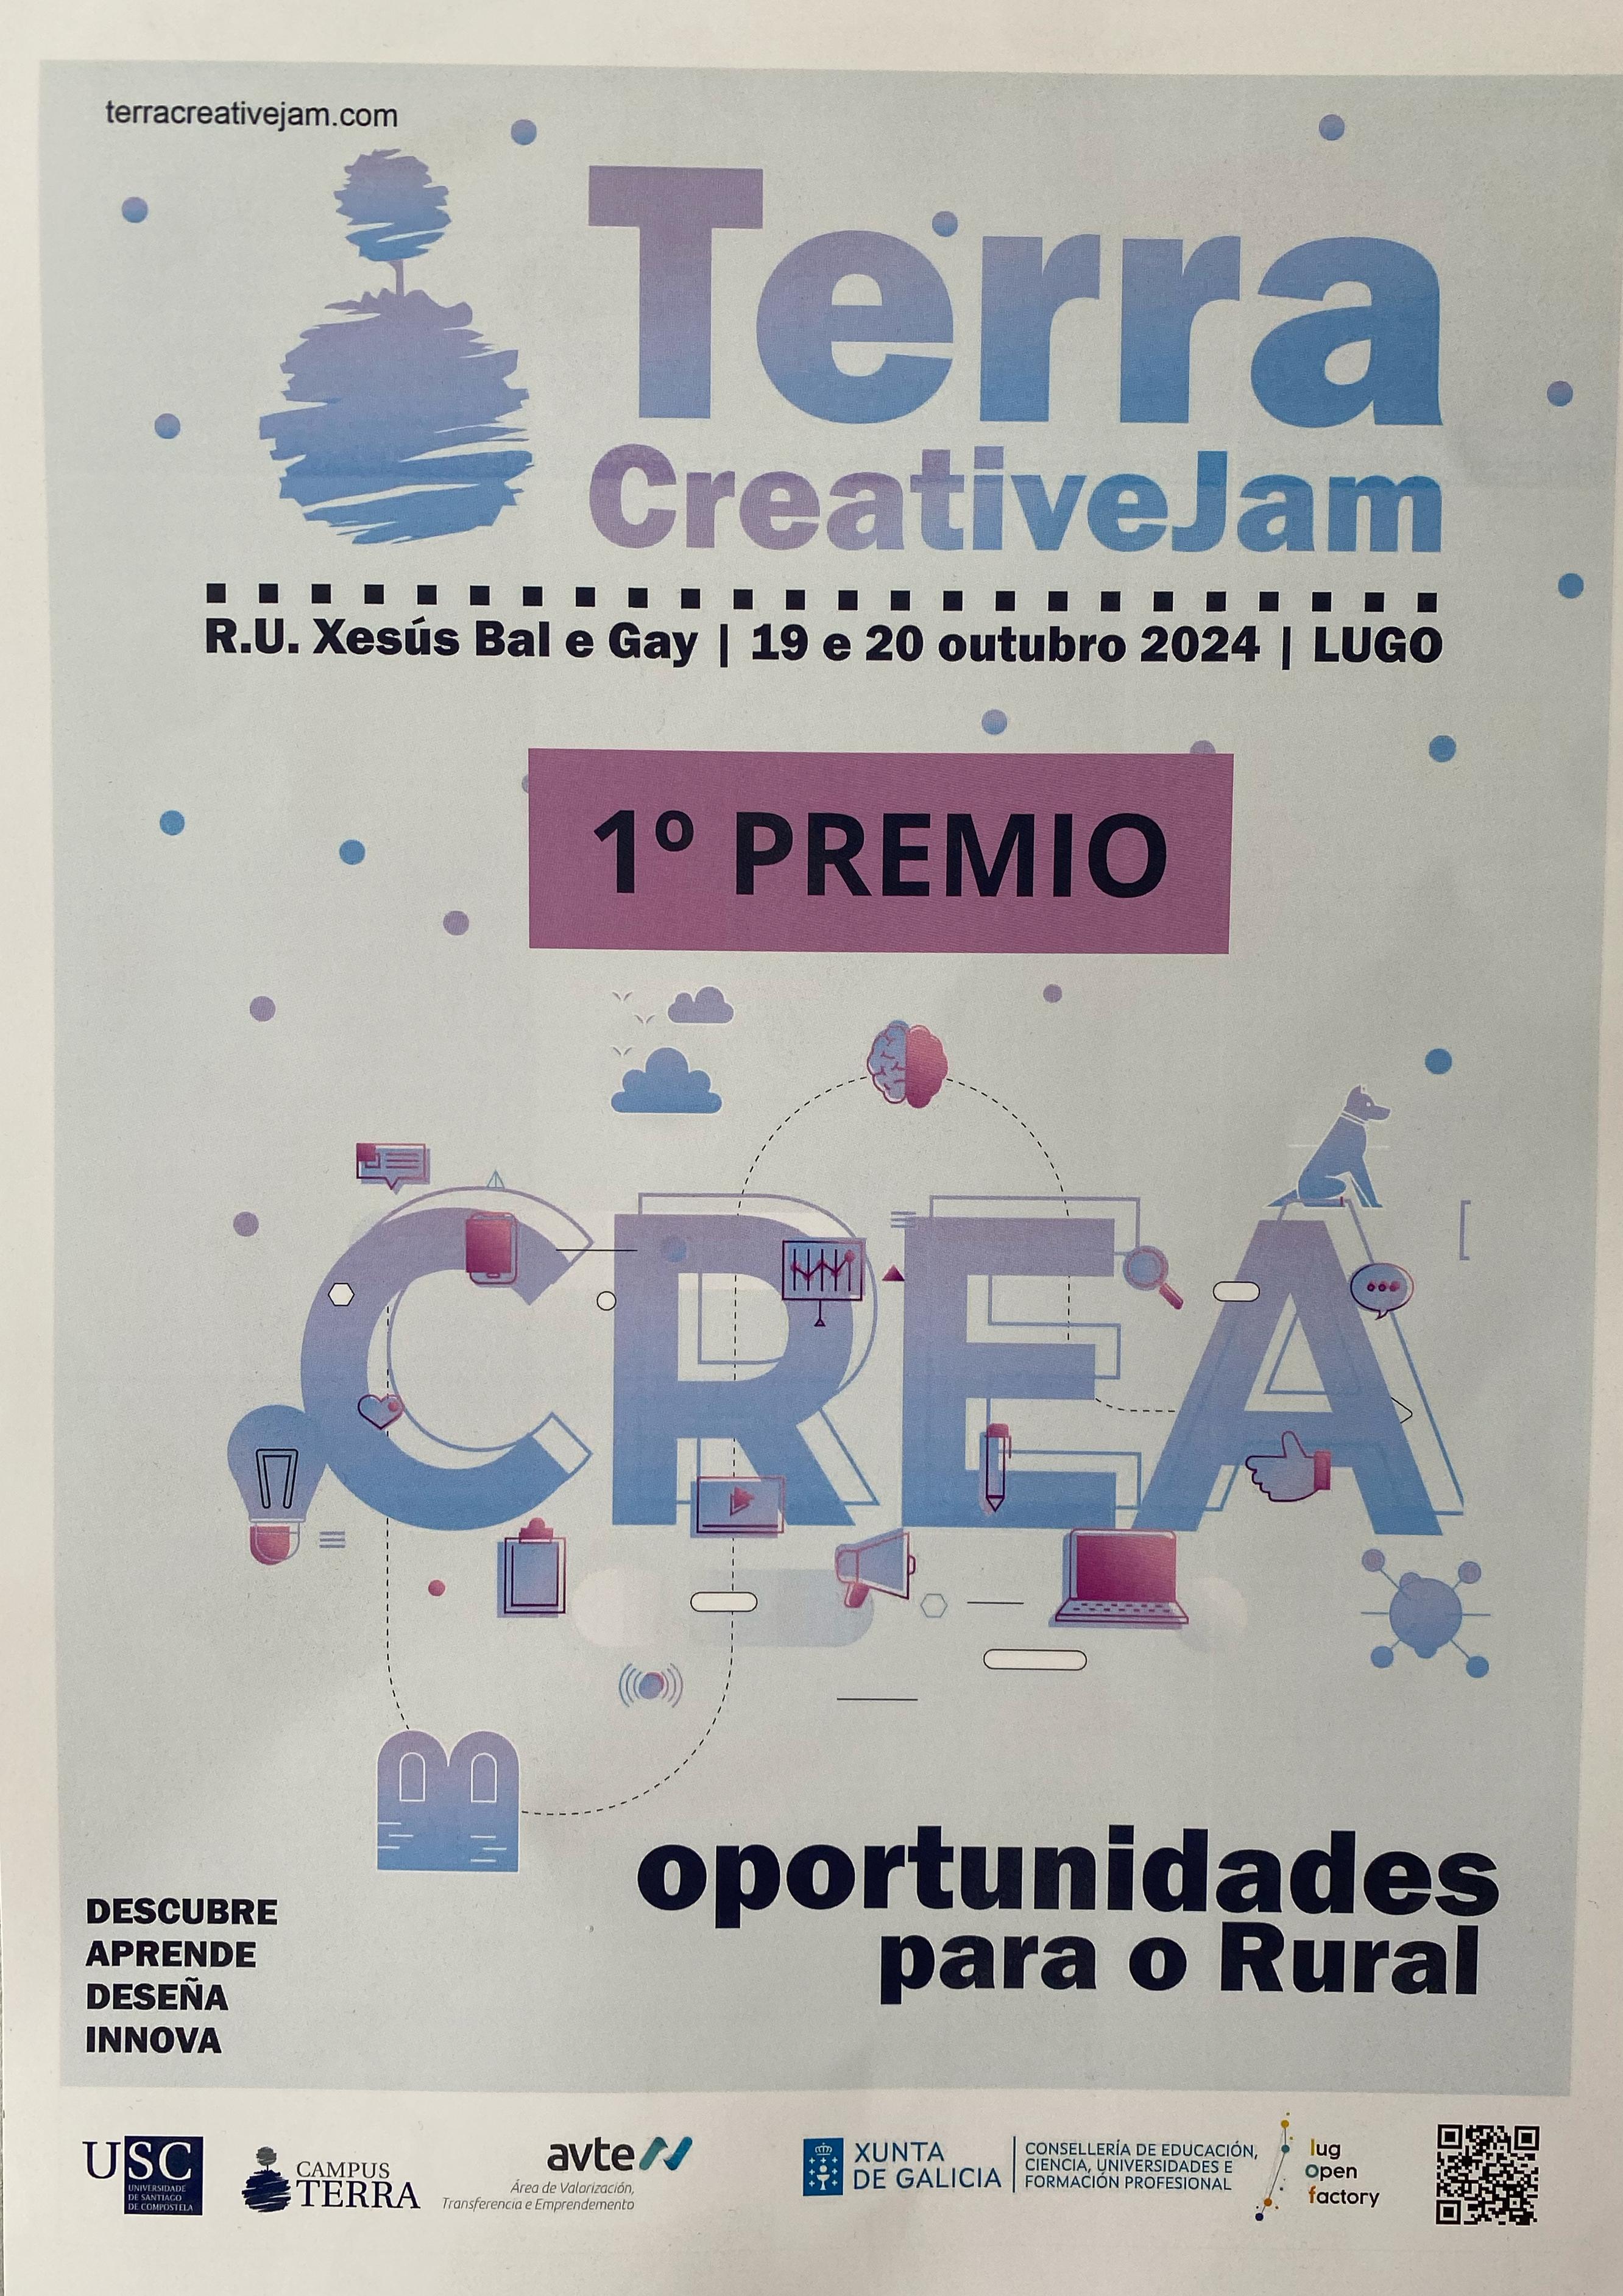 terracreativejam.com
Terra
CreativeJam
R.U. Xesús Bal e Gay | 19 e 20 outubro 2024 | LUGO
1º PREMIO
CREA
B
oportunidades
para o Rural
DESCUBRE
APRENDE
DESEÑA
INNOVA
USC
UNIVERSIDADE
DE SANTIAGO
DE COMPOSTELA
CAMPUS
TERRA
avte
Área de Valorización,
Transferencia e Emprendemento
XUNTA
DE GALICIA
CONSELLERÍA DE EDUCACIÓN,
CIENCIA, UNIVERSIDADES E
FORMACIÓN PROFESIONAL
lug
open
factory